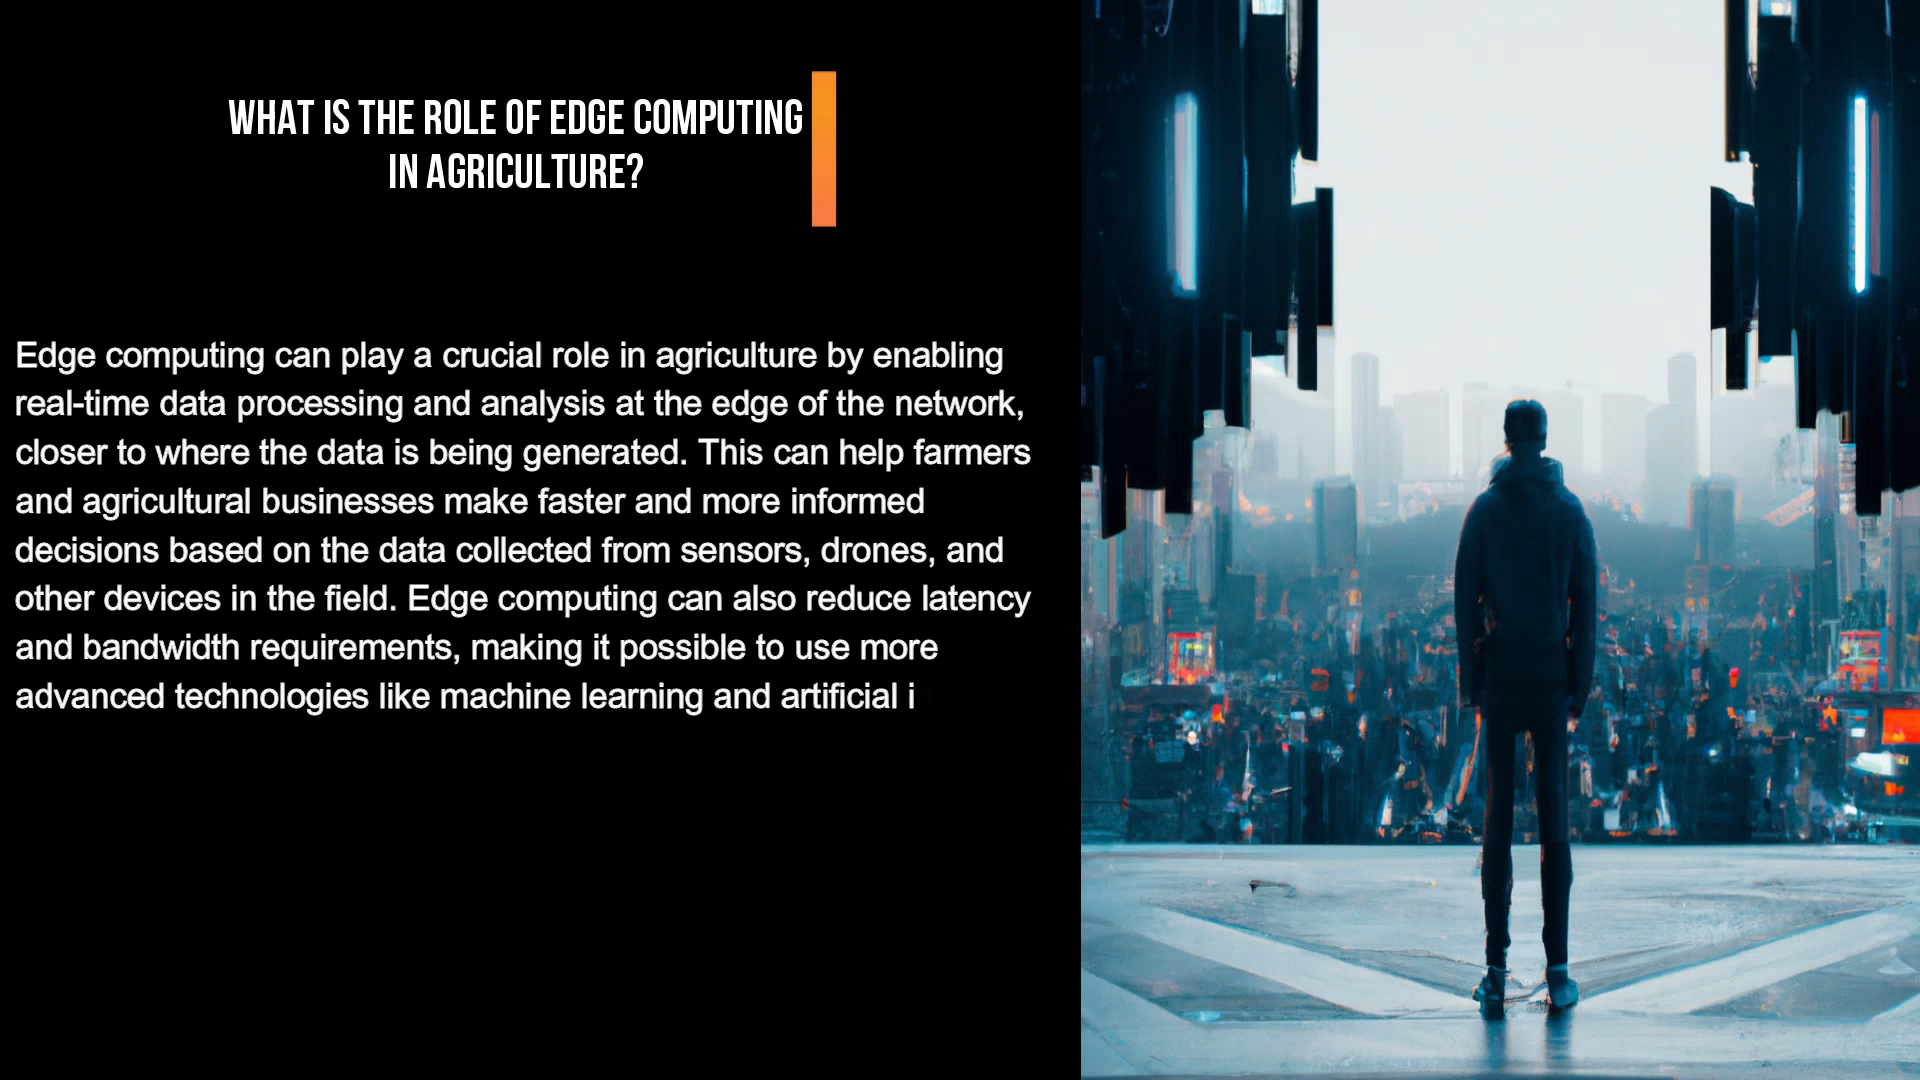 WHAT IS THE ROLE OF EDGE COMPUTING
IN AGRICULTURE?
Edge computing can play a crucial role in agriculture by enabling
real-time data processing and analysis at the edge of the network,
closer to where the data is being generated. This can help farmers
and agricultural businesses make faster and more informed
decisions based on the data collected from sensors, drones, and
other devices in the field. Edge computing can also reduce latency
and bandwidth requirements, making it possible to use more
advanced technologies like machine learning and artificial i